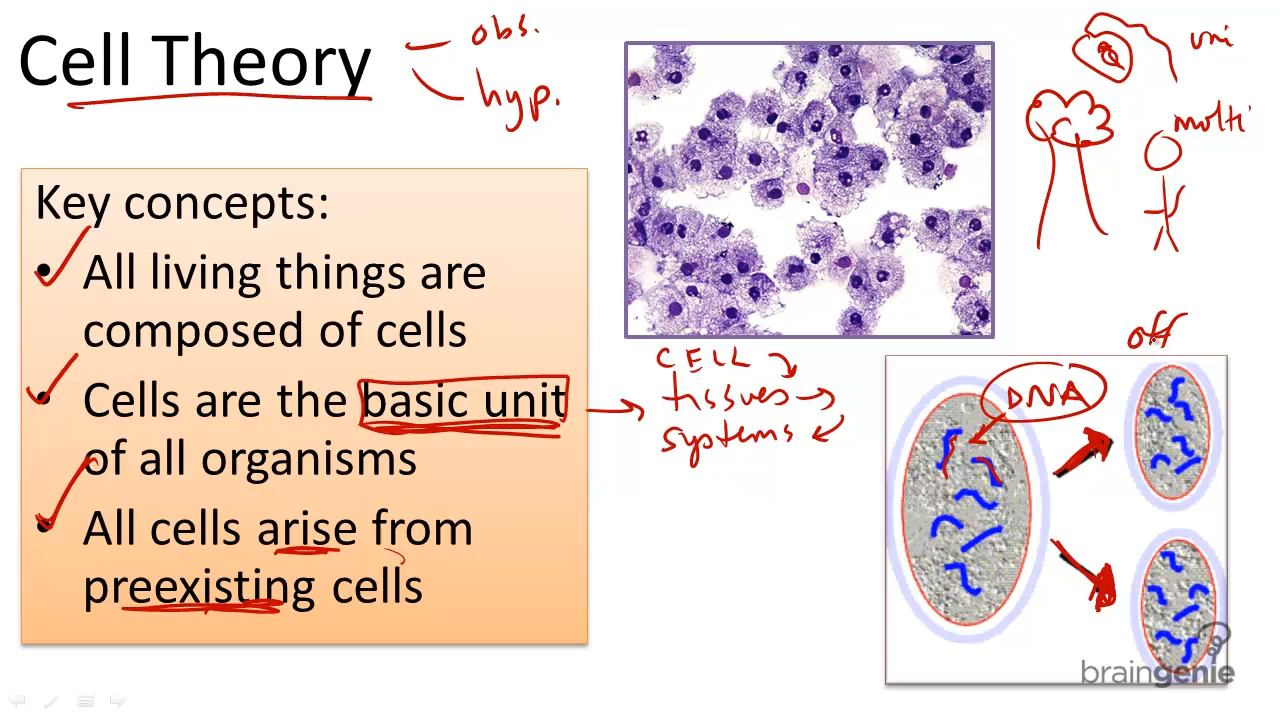 Cell Theory
obs.
hyp.
uni
multi
Key concepts:
• All living things are
composed of cells
• Cells are the basic unit
of all organisms
• All cells arise from
preexisting cells
CELL
tissues
systems
off
DNA
braingenie